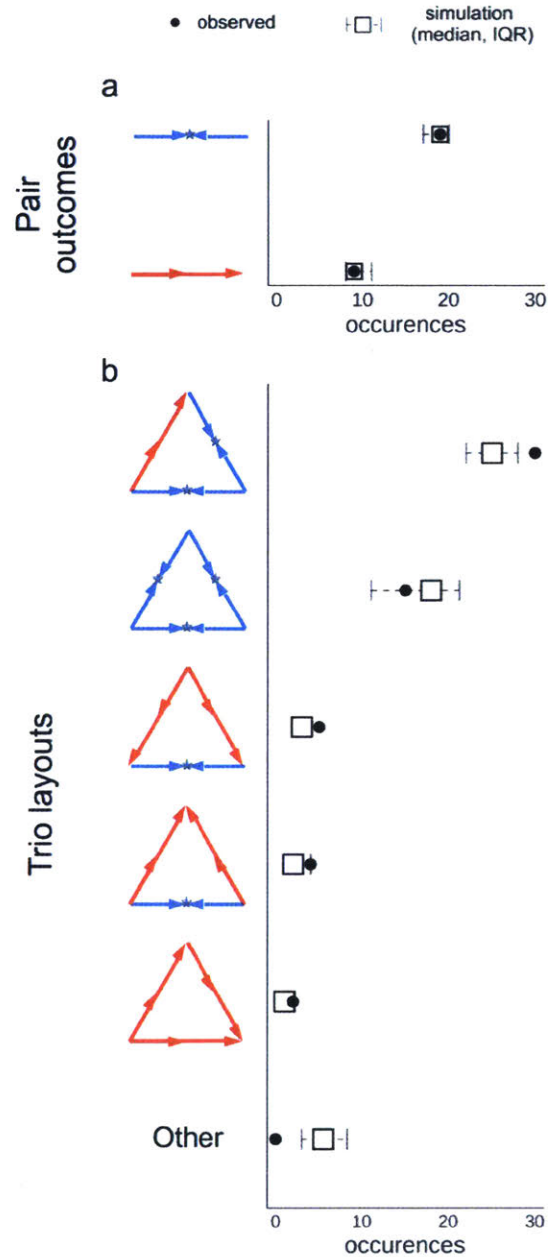 observed
simulation
(median, IQR)
a
Pair
outcomes
0 10 20 30
occurences
b
Trio layouts
Other
0 10 20 30
occurences